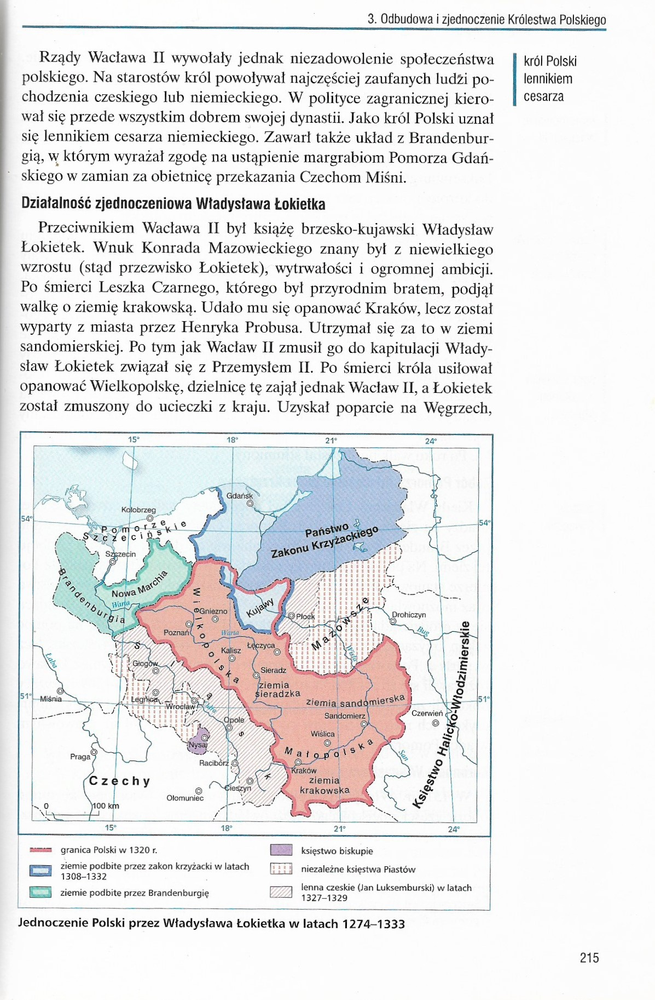 3. Odbudowa i zjednoczenie Królestwa Polskiego
Rządy Wacława II wywołały jednak niezadowolenie społeczeństwa
polskiego. Na starostów król powoływał najczęściej zaufanych ludzi po-
chodzenia czeskiego lub niemieckiego. W polityce zagranicznej kiero-
wał się przede wszystkim dobrem swojej dynastii. Jako król Polski uznał
się lennikiem cesarza niemieckiego. Zawarł także układ z Brandenbur-
gią, w którym wyrażał zgodę na ustąpienie margrabiom Pomorza Gdań-
skiego w zamian za obietnicę przekazania Czechom Miśni.
król Polski
lennikiem
cesarza
Działalność zjednoczeniowa Władysława Łokietka
Przeciwnikiem Wacława II był książę brzesko-kujawski Władysław
Łokietek. Wnuk Konrada Mazowieckiego znany był z niewielkiego
wzrostu (stąd przezwisko Łokietek), wytrwałości i ogromnej ambicji.
Po śmierci Leszka Czarnego, którego był przyrodnim bratem, podjął
walkę o ziemię krakowską. Udało mu się opanować Kraków, lecz został
wyparty z miasta przez Henryka Probusa. Utrzymał się za to w ziemi
sandomierskiej. Po tym jak Wacław II zmusił go do kapitulacji Włady-
sław Łokietek związał się z Przemysłem II. Po śmierci króla usiłował
opanować Wielkopolskę, dzielnicę tę zajął jednak Wacław II, a Łokietek
został zmuszony do ucieczki z kraju. Uzyskał poparcie na Węgrzech,
15° 18° 21° 24°
Gdańsk
Kołobrzeg
54°
54°
Pomorze
Szczecińskie
Państwo
Zakonu Krzyżackiego
Szczecin
Brandenburgia
Nowa Marchia
Warta
Wielkopolska
Gniezno
Kujawy
Płock
Mazowsze
Drohiczyn
Bug
Poznań
Warta
Wisła
Łaba
Śląsk
Kalisz
Łęczyca
Głogów
Sieradz
ziemia
sieradzka
51°
Miśnia
Legnica
Wrocław
Odra
ziemia sandomierska
51°
Sandomierz
Czerwień
Opole
Wiślica
Nysa
Małopolska
San
Księstwo Halicko-Włodzimierskie
Praga
Racibórz
Kraków
Czechy
Cieszyn
ziemia
krakowska
Ołomuniec
0 100 km
15° 18° 21° 24°
granica Polski w 1320 r.
ziemie podbite przez zakon krzyżacki w latach
1308–1332
ziemie podbite przez Brandenburgię
księstwo biskupie
niezależne księstwa Piastów
lenna czeskie (Jan Luksemburski) w latach
1327–1329
Jednoczenie Polski przez Władysława Łokietka w latach 1274–1333
215